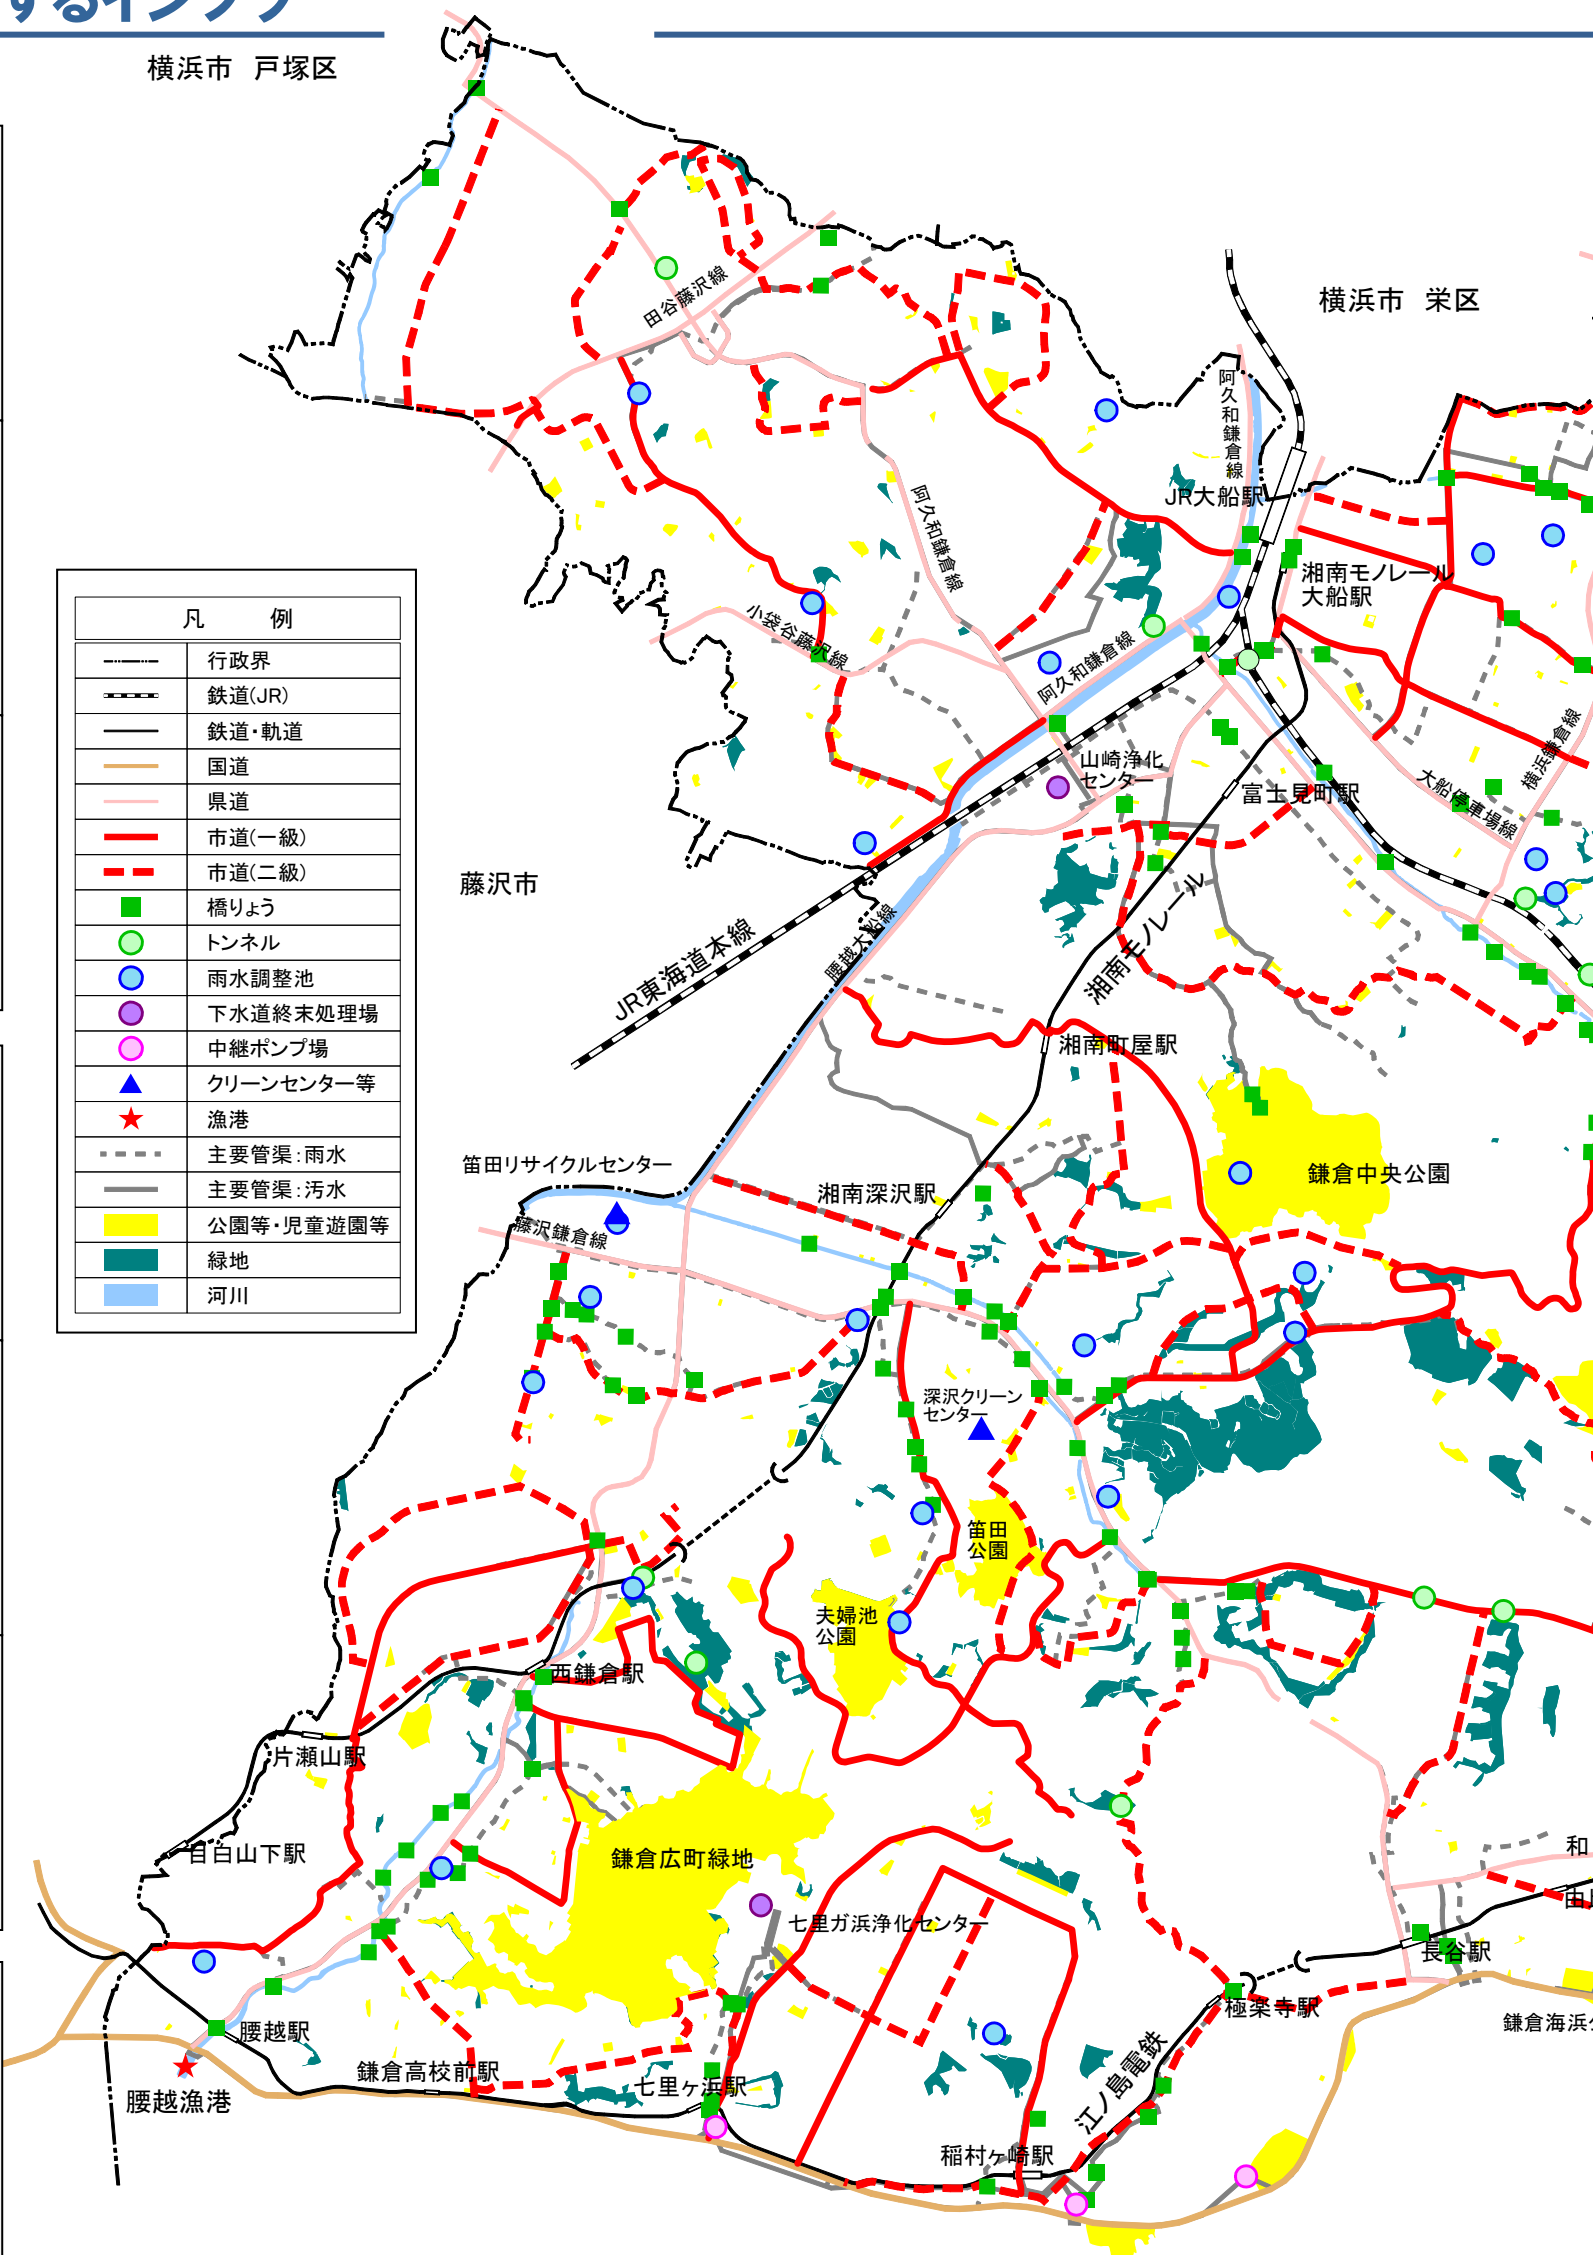 するインフラ
横浜市 戸塚区
横浜市 栄区
田谷藤沢線
阿久和鎌倉線
JR大船駅
阿久和鎌倉線
湘南モノレール
大船駅
小袋谷藤沢線
阿久和鎌倉線
凡 例
行政界
鉄道(JR)
鉄道・軌道
国道
県道
市道(一級)
市道(二級)
橋りょう
トンネル
雨水調整池
下水道終末処理場
中継ポンプ場
クリーンセンター等
漁港
主要管渠:雨水
主要管渠:汚水
公園等・児童遊園等
緑地
河川
山崎浄化
センター
富士見町駅
横浜鎌倉線
大船停車場線
藤沢市
腰越大船線
JR東海道本線
湘南モノレール
湘南町屋駅
笛田リサイクルセンター
湘南深沢駅
鎌倉中央公園
藤沢鎌倉線
深沢クリーン
センター
笛田
公園
夫婦池
公園
西鎌倉駅
片瀬山駅
目白山下駅
鎌倉広町緑地
和
七里ガ浜浄化センター
長谷駅
極楽寺駅
鎌倉海浜
腰越駅
鎌倉高校前駅
七里ヶ浜駅
腰越漁港
江ノ島電鉄
稲村ヶ崎駅